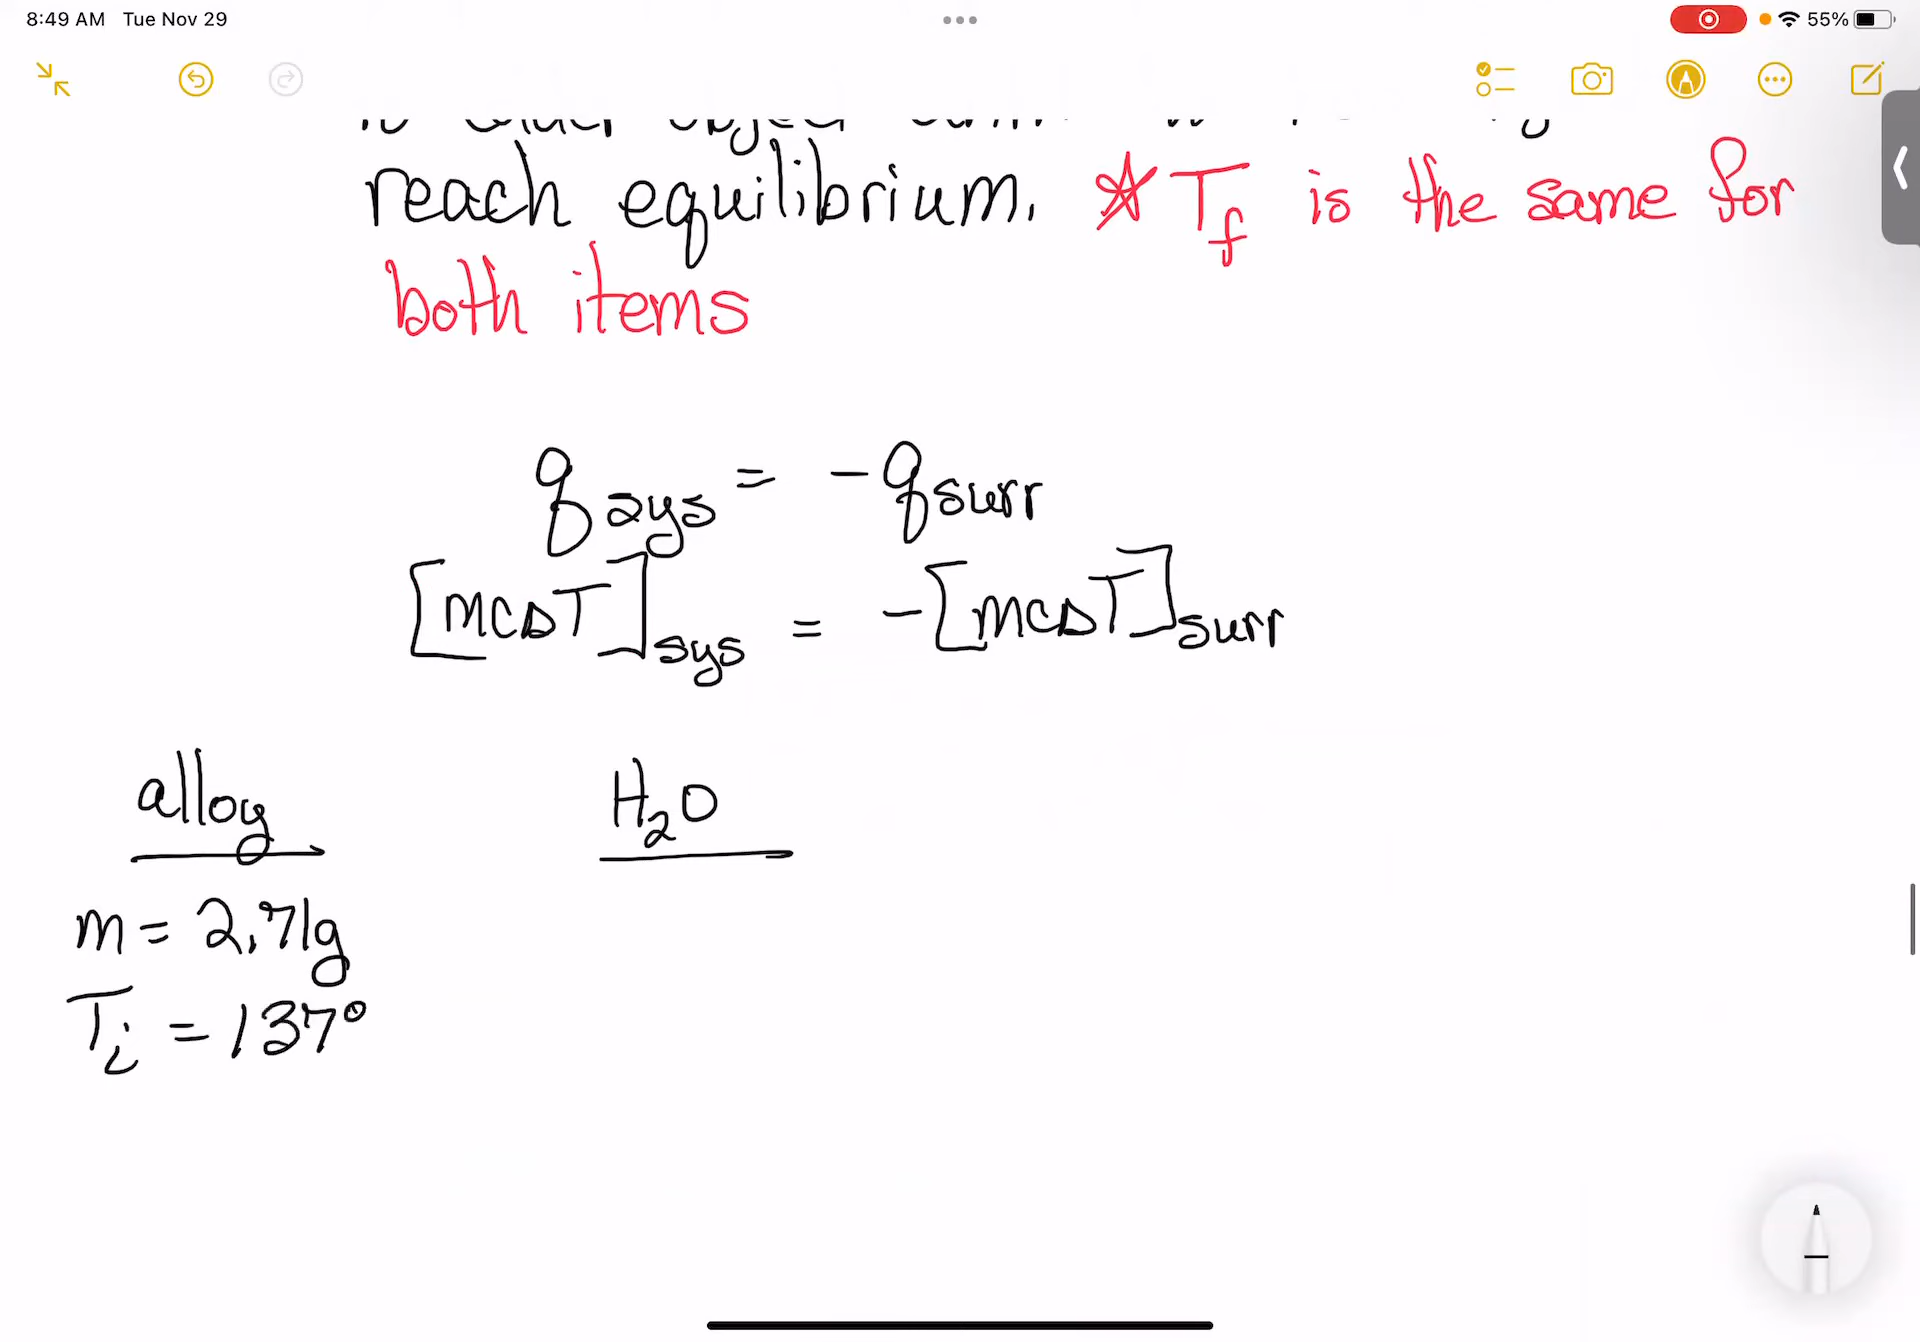 8:49 AM Tue Nov 29
55%
object
reach equilibrium. * Tf is the same for
both items
qsys = -qsurr
[mcΔT]sys = -[mcΔT]surr
alloy
H₂O
m = 2.71g
Ti = 137°